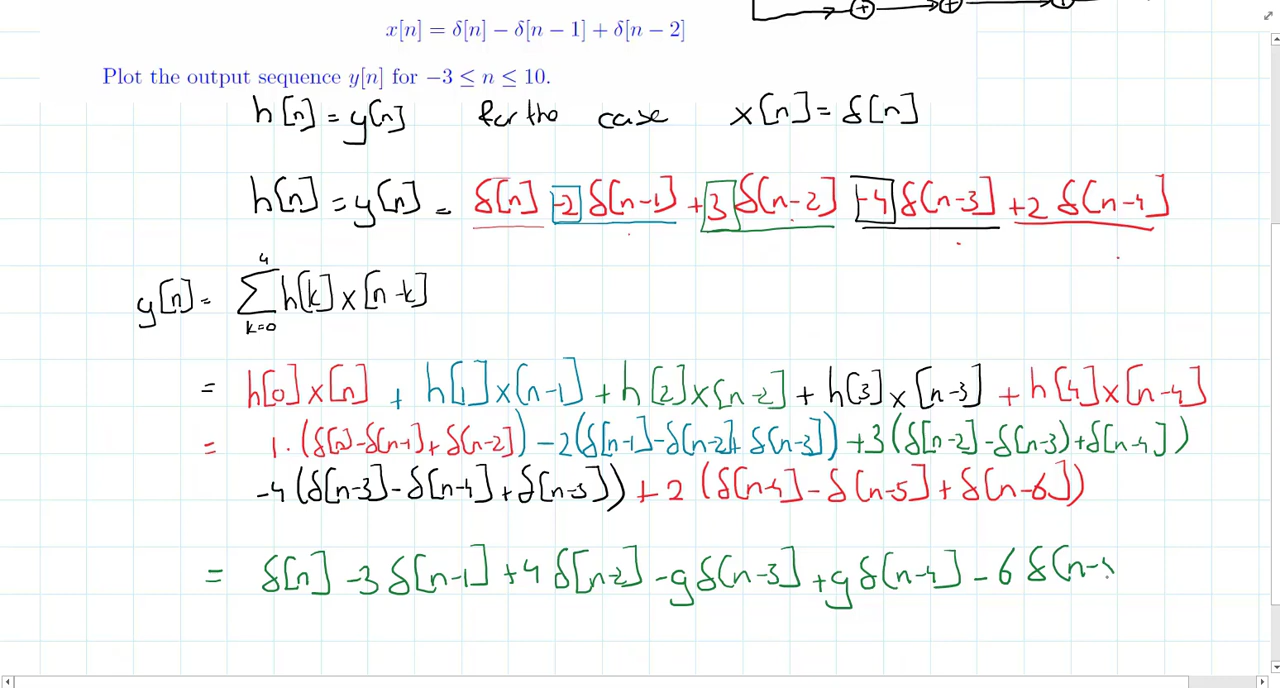 x[n] = δ[n] − δ[n − 1] + δ[n − 2]
Plot the output sequence y[n] for −3 ≤ n ≤ 10.
h[n] = y[n] for the case x[n] = δ[n]
h[n] = y[n] = δ[n] -2 δ[n-1] + 3 δ[n-2] -4 δ[n-3] +2 δ[n-4]
y[n] = ∑_{k=0}^{4} h[k] x[n-k]
= h[0] x[n] + h[1] x[n-1] + h[2] x[n-2] + h[3] x[n-3] + h[4] x[n-4]
= 1. (δ[n] - δ[n-1] + δ[n-2]) - 2(δ[n-1] - δ[n-2] + δ[n-3]) + 3(δ[n-2] - δ[n-3] + δ[n-4])
-4 (δ[n-3] - δ[n-4] + δ[n-5]) + 2 (δ[n-4] - δ[n-5] + δ[n-6])
= δ[n] -3 δ[n-1] +4 δ[n-2] -9 δ[n-3] +9 δ[n-4] - 6 δ[n-